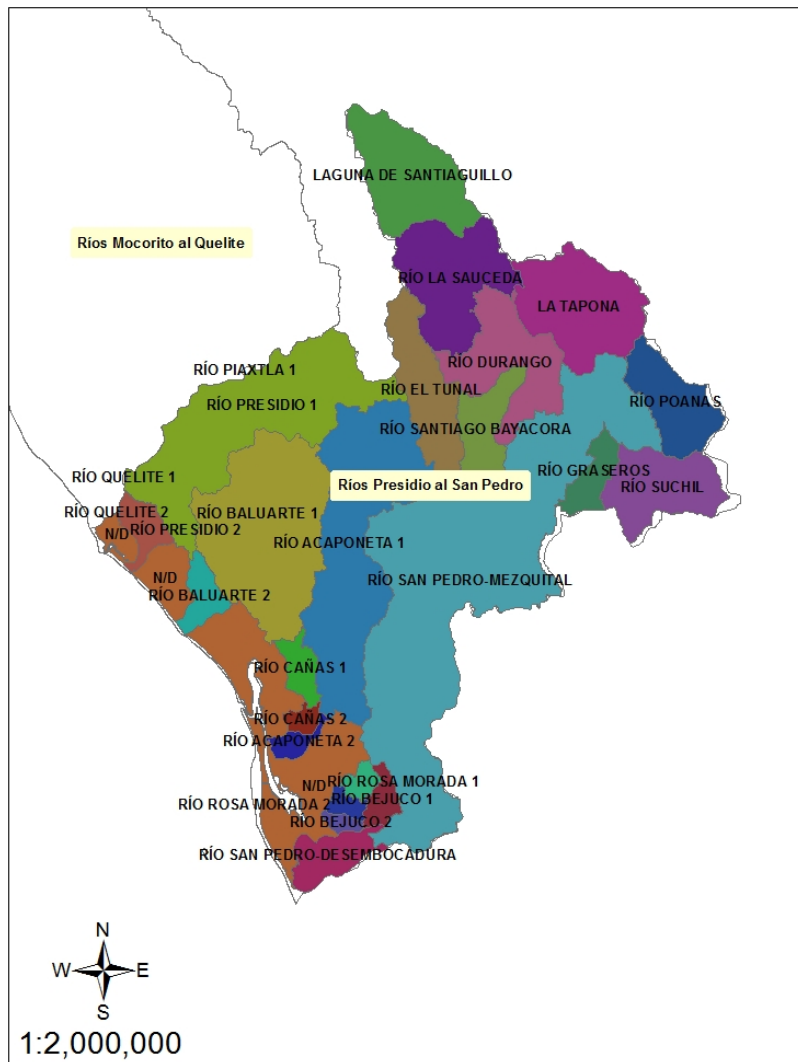 LAGUNA DE SANTIAGUILLO
Ríos Mocorito al Quelite
RÍO LA SAUCEDA
LA TAPONA
RÍO DURANGO
RÍO PIAXTLA 1
RÍO EL TUNAL
RÍO POANAS
RÍO PRESIDIO 1
RÍO SANTIAGO BAYACORA
RÍO GRASEROS
RÍO QUELITE 1
Ríos Presidio al San Pedro
RÍO SUCHIL
RÍO QUELITE 2
RÍO BALUARTE 1
RÍO PRESIDIO 2
N/D
RÍO ACAPONETA 1
N/D
RÍO SAN PEDRO-MEZQUITAL
RÍO BALUARTE 2
RÍO CAÑAS 1
RÍO CAÑAS 2
RÍO ACAPONETA 2
RÍO ROSA MORADA 1
N/D
RÍO BEJUCO 1
RÍO ROSA MORADA 2
RÍO BEJUCO 2
RÍO SAN PEDRO-DESEMBOCADURA
N
W E
S
1:2,000,000